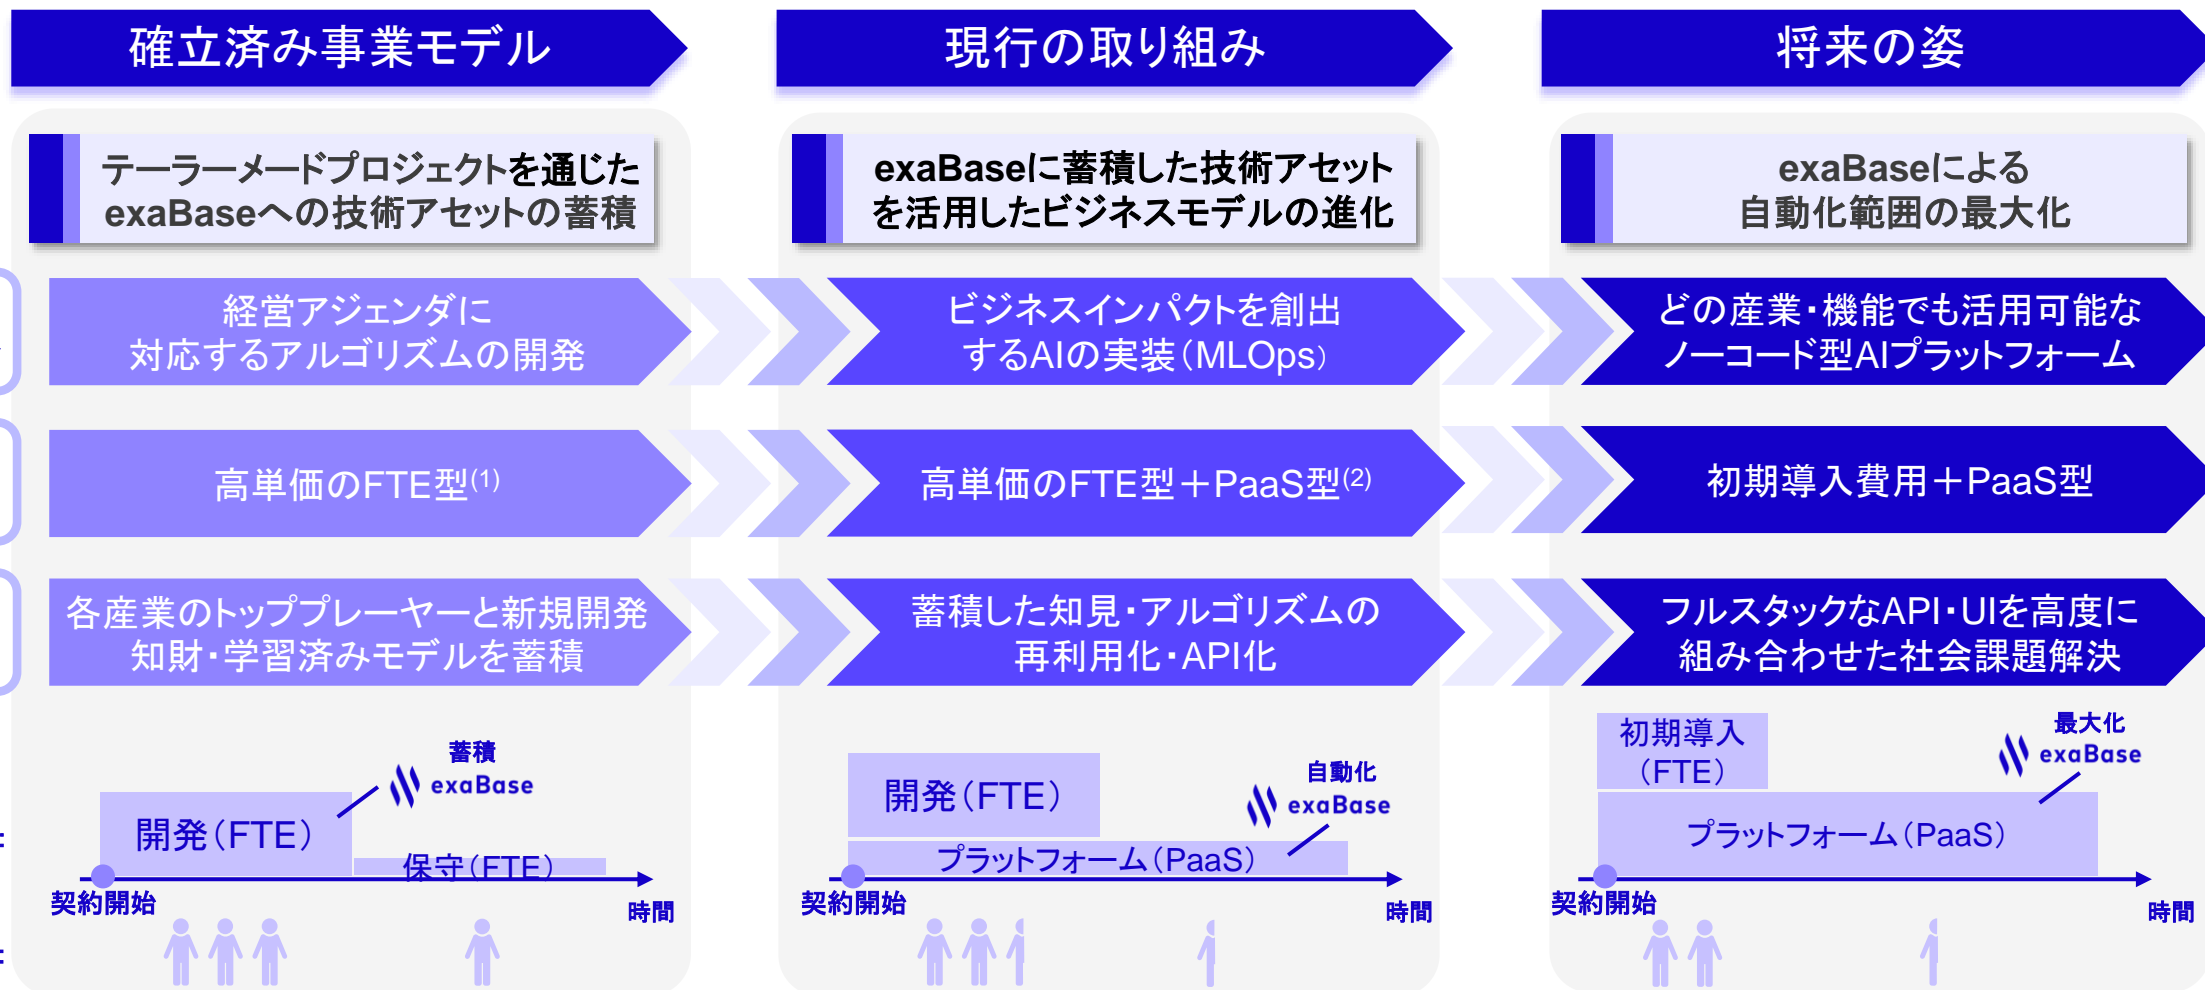 確立済み事業モデル
現行の取り組み
将来の姿
テーラーメードプロジェクトを通じた
exaBaseへの技術アセットの蓄積
exaBaseに蓄積した技術アセット
を活用したビジネスモデルの進化
exaBaseによる
自動化範囲の最大化
経営アジェンダに
対応するアルゴリズムの開発
ビジネスインパクトを創出
するAIの実装（MLOps）
どの産業・機能でも活用可能な
ノーコード型AIプラットフォーム
高単価のFTE型(1)
高単価のFTE型＋PaaS型(2)
初期導入費用＋PaaS型
各産業のトッププレーヤーと新規開発
知財・学習済みモデルを蓄積
蓄積した知見・アルゴリズムの
再利用化・API化
フルスタックなAPI・UIを高度に
組み合わせた社会課題解決
蓄積
exaBase
開発（FTE）
保守（FTE）
契約開始
時間
自動化
exaBase
開発（FTE）
プラットフォーム（PaaS）
契約開始
時間
最大化
exaBase
初期導入
（FTE）
プラットフォーム（PaaS）
契約開始
時間